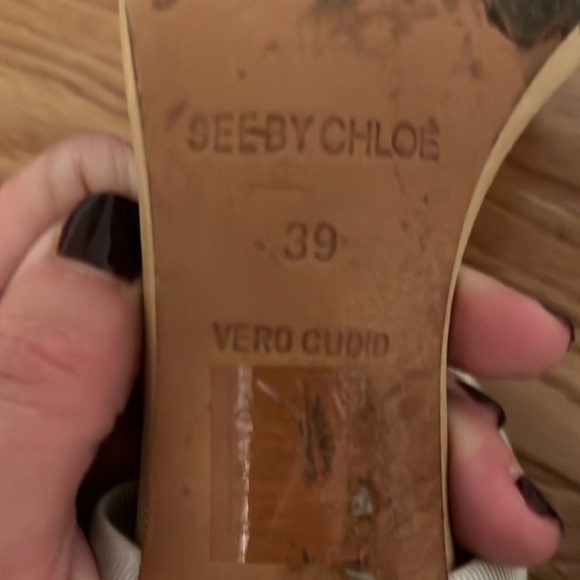 SEE BY CHLOÉ
39
VERO CUOIO